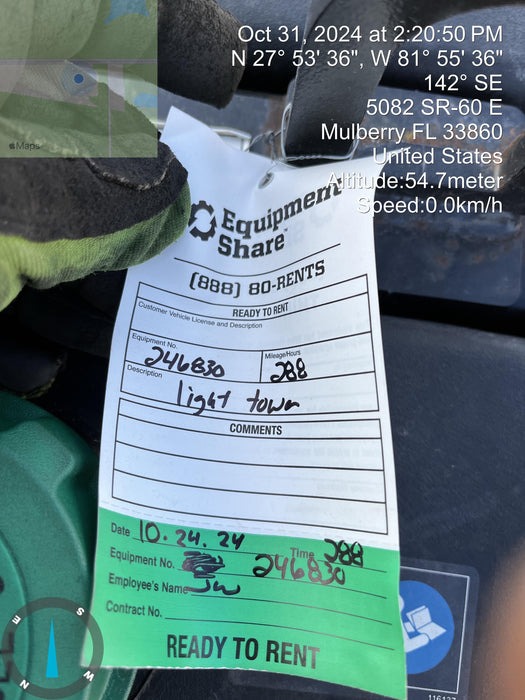 Oct 31, 2024 at 2:20:50 PM
N 27° 53' 36", W 81° 55' 36"
142° SE
5082 SR-60 E
Mulberry FL 33860
United States
Altitude:54.7meter
Speed:0.0km/h
Maps
Equipment
Share™
(888) 80-RENTS
READY TO RENT
Customer Vehicle License and Description
Equipment No. 246830 Mileage/Hours 288
Description light tower
COMMENTS
Date 10.24.24 Time 288
Equipment No. 246830
Employee's Name JW
Contract No.
READY TO RENT
N E S W
116137